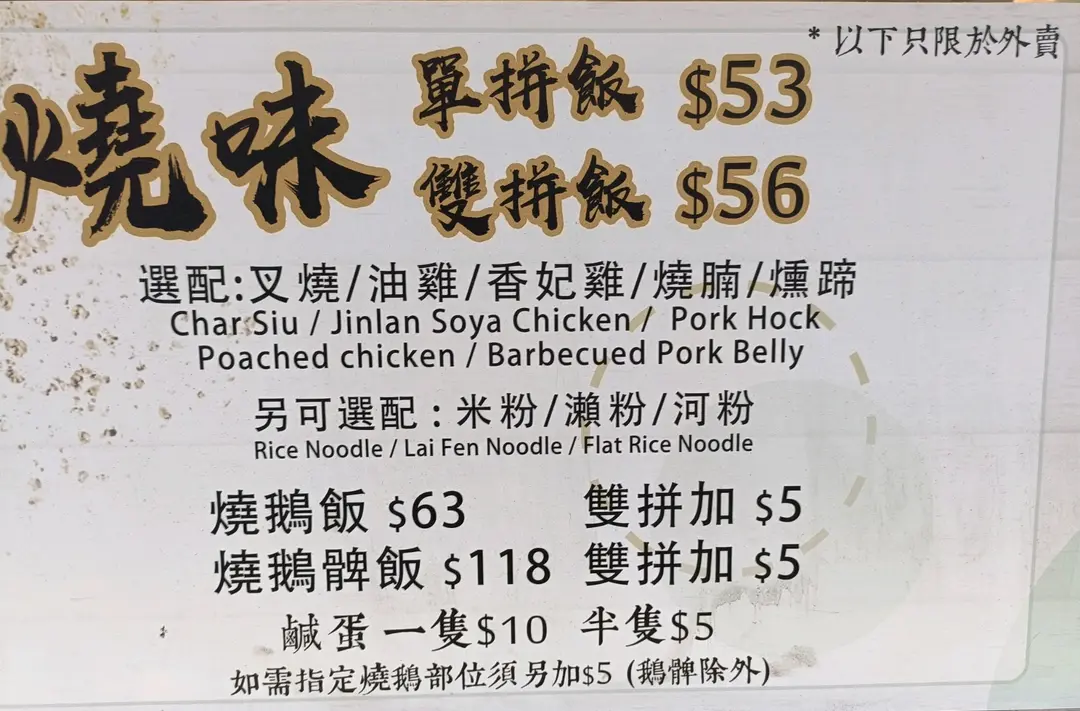 * 以下只限於外賣
燒味
單拼飯 $53
雙拼飯 $56
選配:叉燒/油雞/香妃雞/燒腩/燻蹄
Char Siu / Jinlan Soya Chicken / Pork Hock
Poached chicken / Barbecued Pork Belly
另可選配：米粉/瀨粉/河粉
Rice Noodle / Lai Fen Noodle / Flat Rice Noodle
燒鵝飯 $63 雙拼加 $5
燒鵝髀飯 $118 雙拼加 $5
鹹蛋 一隻$10 半隻$5
如需指定燒鵝部位須另加$5 (鵝髀除外)